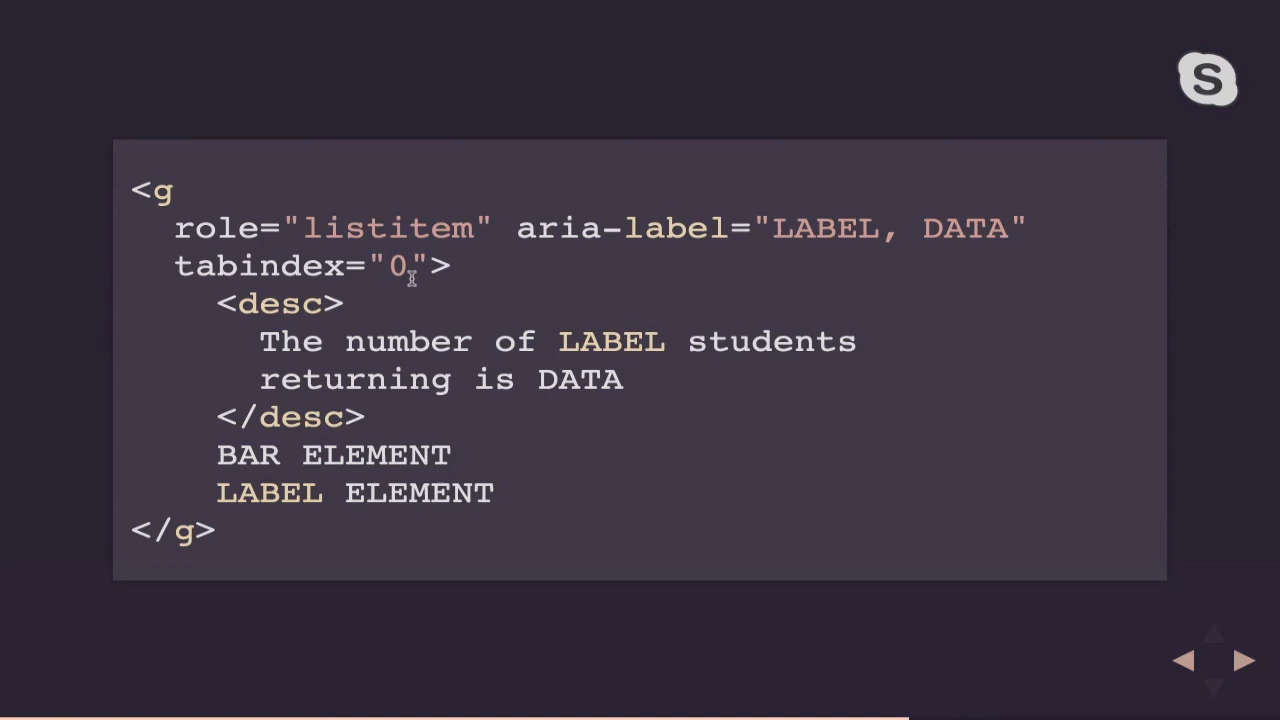 S
<g
role="listitem" aria-label="LABEL, DATA"
tabindex="0">
<desc>
The number of LABEL students
returning is DATA
</desc>
BAR ELEMENT
LABEL ELEMENT
</g>